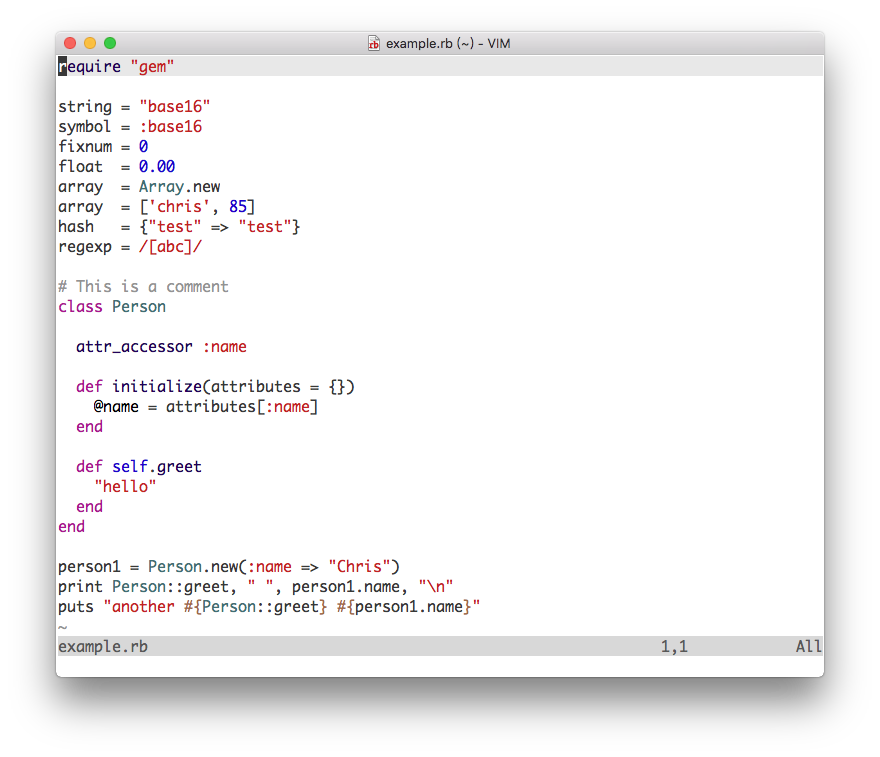 example.rb (~) - VIM
require "gem"

string = "base16"
symbol = :base16
fixnum = 0
float  = 0.00
array  = Array.new
array  = ['chris', 85]
hash   = {"test" => "test"}
regexp = /[abc]/

# This is a comment
class Person

  attr_accessor :name

  def initialize(attributes = {})
    @name = attributes[:name]
  end

  def self.greet
    "hello"
  end
end

person1 = Person.new(:name => "Chris")
print Person::greet, " ", person1.name, "\n"
puts "another #{Person::greet} #{person1.name}"
~
example.rb 1,1 All